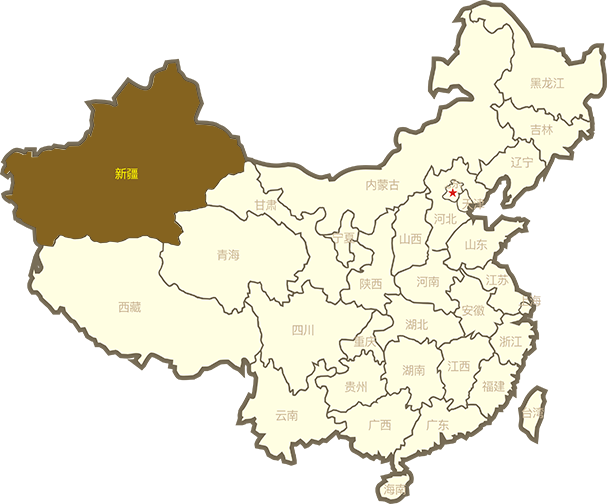 黑龙江
吉林
辽宁
新疆
内蒙古
甘肃
天津
河北
宁夏
山西
山东
青海
陕西
河南
江苏
上海
西藏
安徽
四川
湖北
重庆
浙江
湖南
江西
贵州
福建
云南
台湾
广西
广东
海南